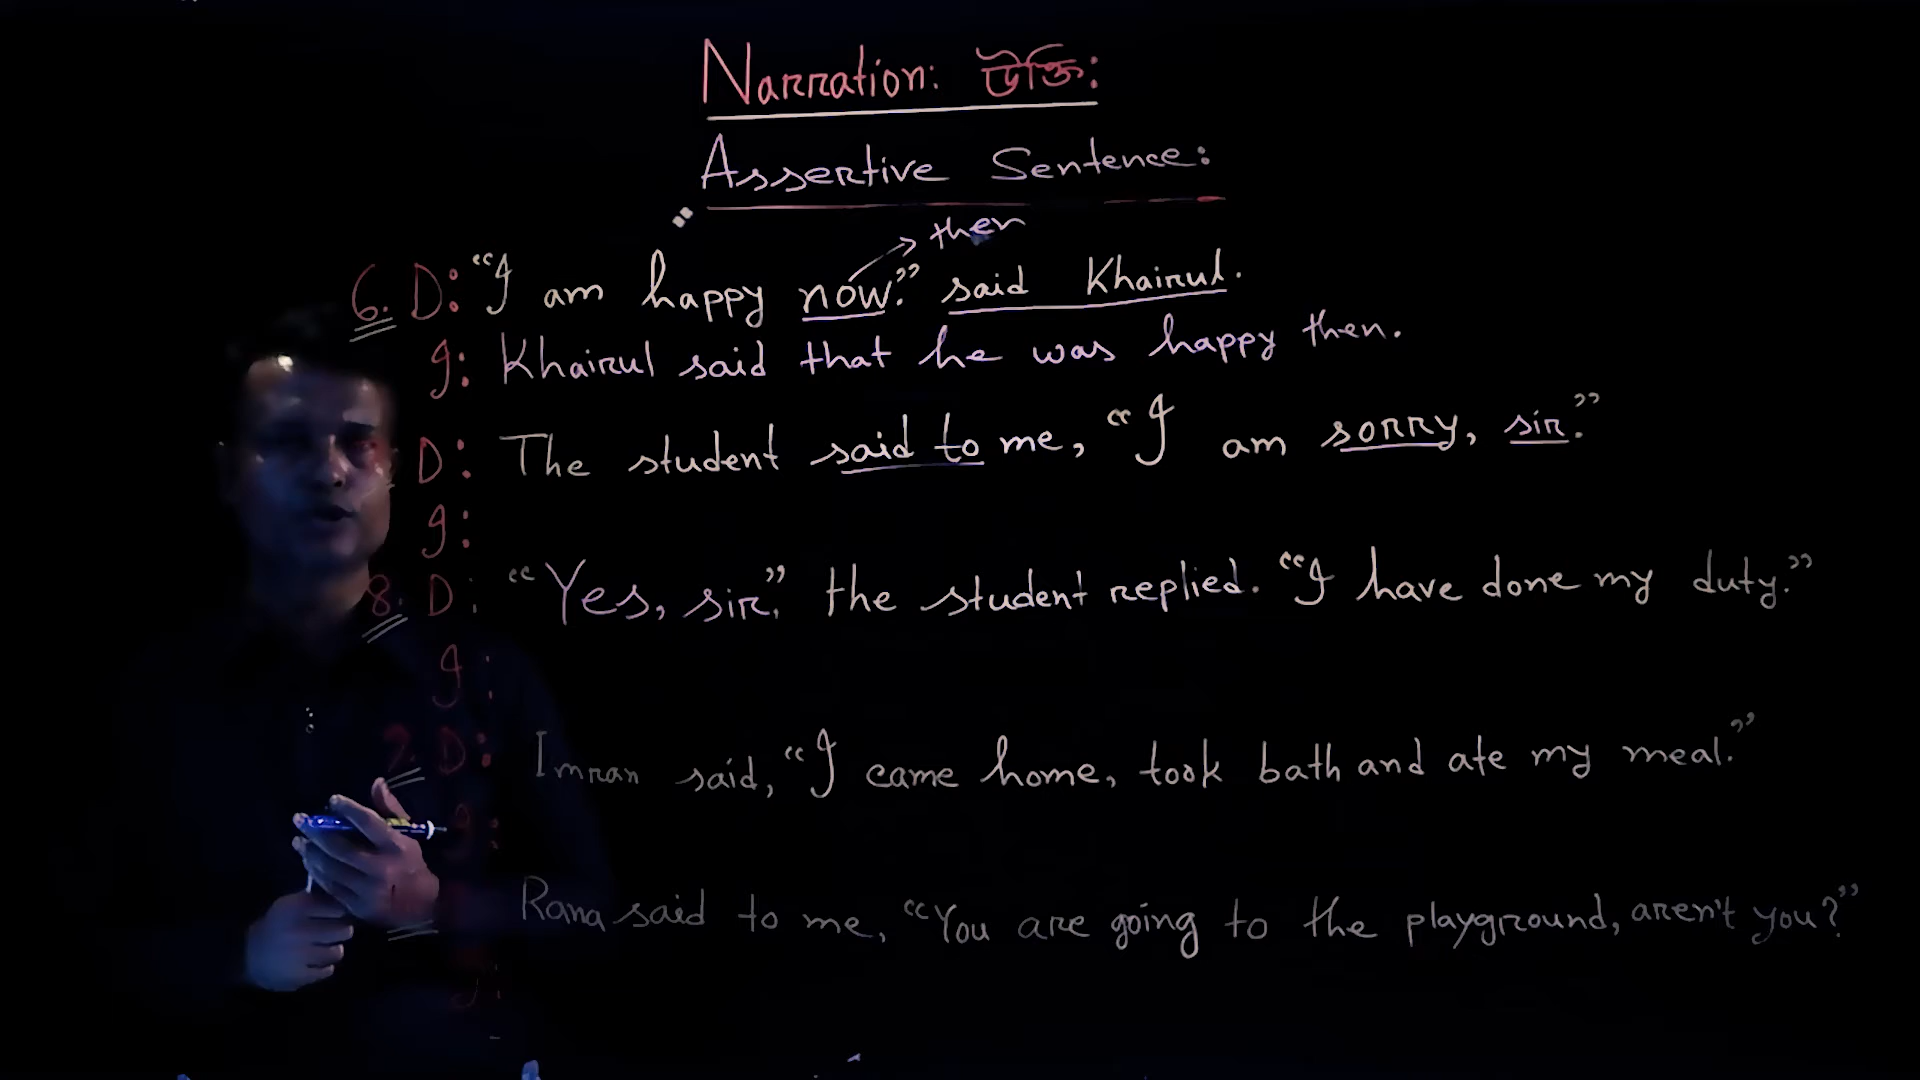 Narration: উক্তি:
Assertive Sentence:
then
6. D: “I am happy now.” said Khairul.
I: Khairul said that he was happy then.
D: The student said to me, “I am sorry, sir.”
I:
8. D: “Yes, sir,” the student replied. “I have done my duty.”
I:
D: Imran said, “I came home, took bath and ate my meal.”
I:
Rana said to me, “You are going to the playground, aren't you?”